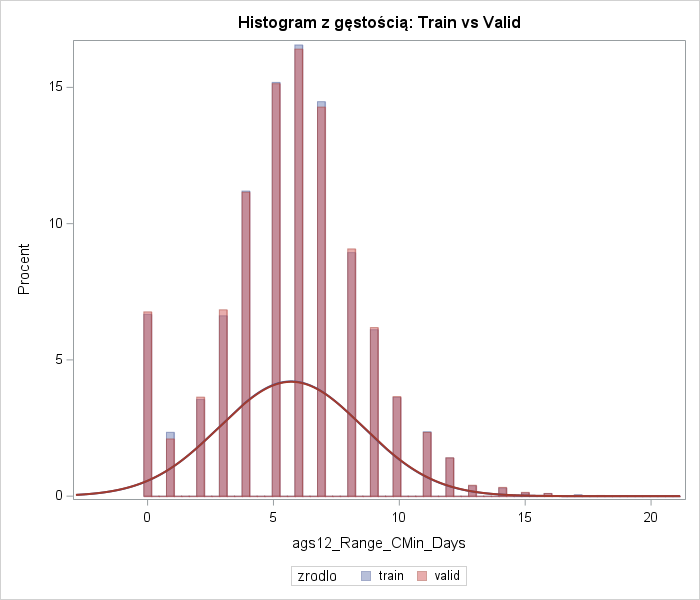 Histogram z gęstością: Train vs Valid
15
10
5
0
Procent
0 5 10 15 20
ags12_Range_CMin_Days
zrodlo train valid